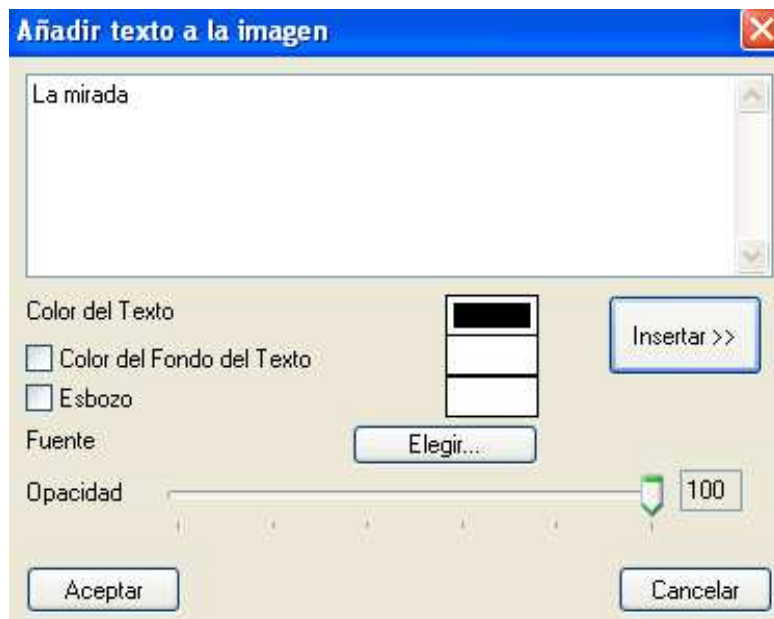 Añadir texto a la imagen
La mirada
Color del Texto
Insertar >>
Color del Fondo del Texto
Esbozo
Fuente
Elegir...
Opacidad
100
Aceptar
Cancelar